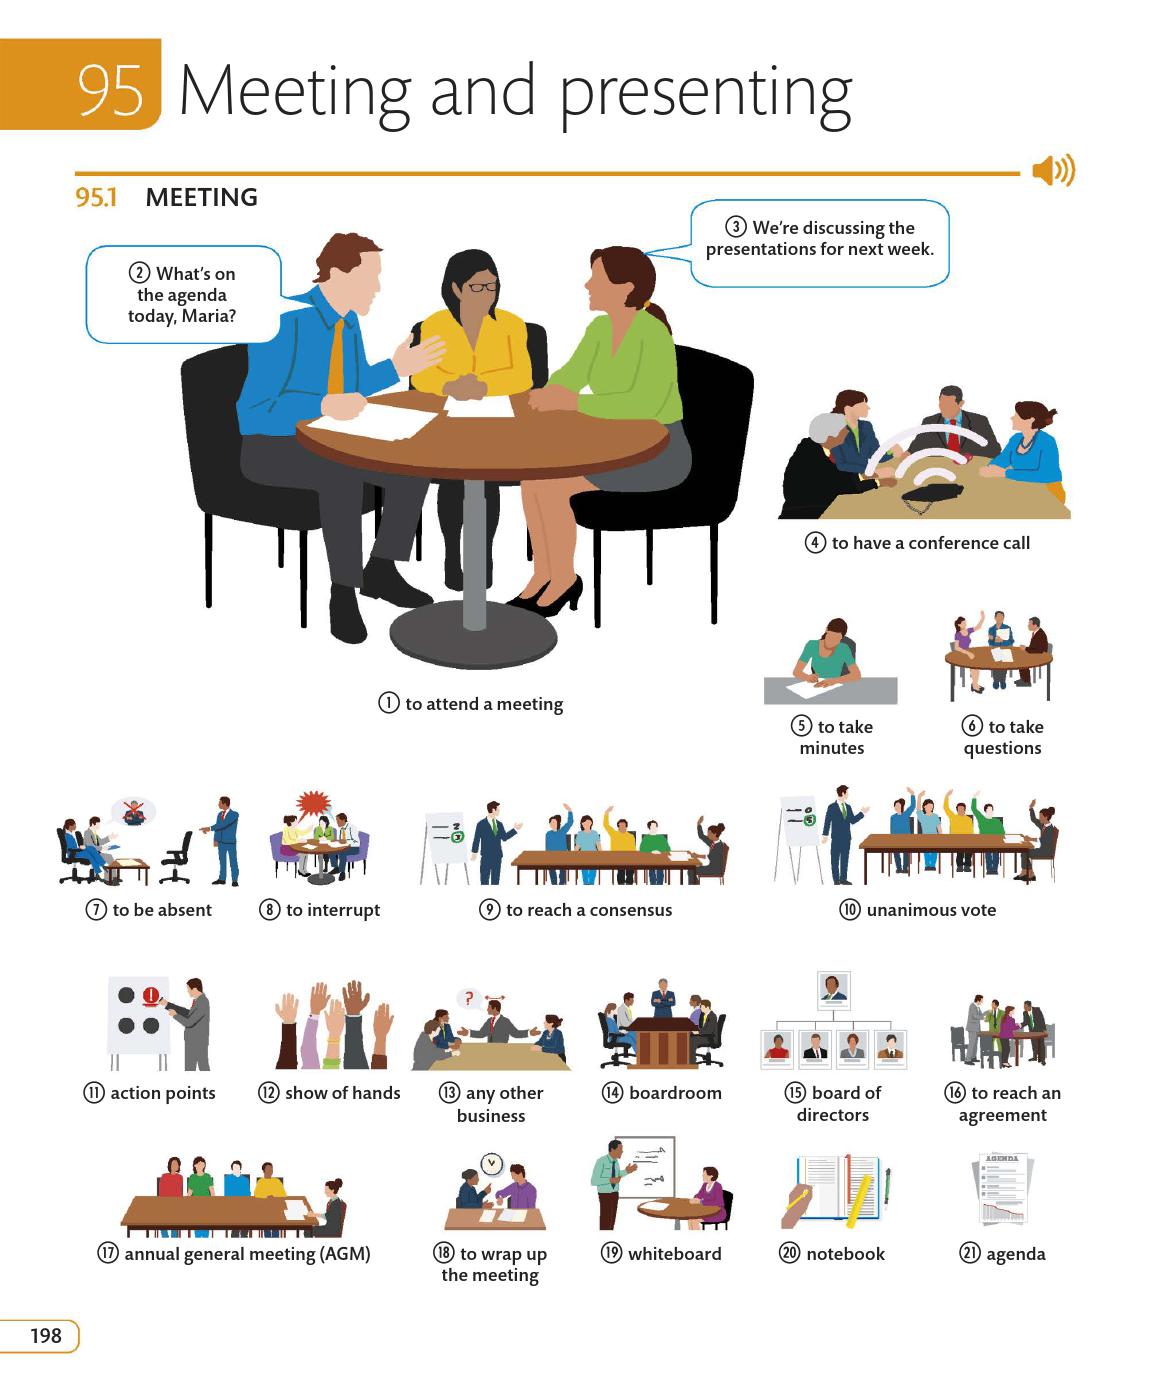 95 Meeting and presenting
95.1 MEETING
② What's on
the agenda
today, Maria?
③ We're discussing the
presentations for next week.
④ to have a conference call
① to attend a meeting
⑤ to take
minutes
⑥ to take
questions
⑦ to be absent
⑧ to interrupt
⑨ to reach a consensus
⑩ unanimous vote
⑪ action points
⑫ show of hands
⑬ any other
business
⑭ boardroom
⑮ board of
directors
⑯ to reach an
agreement
⑰ annual general meeting (AGM)
⑱ to wrap up
the meeting
⑲ whiteboard
⑳ notebook
AGENDA
㉑ agenda
198